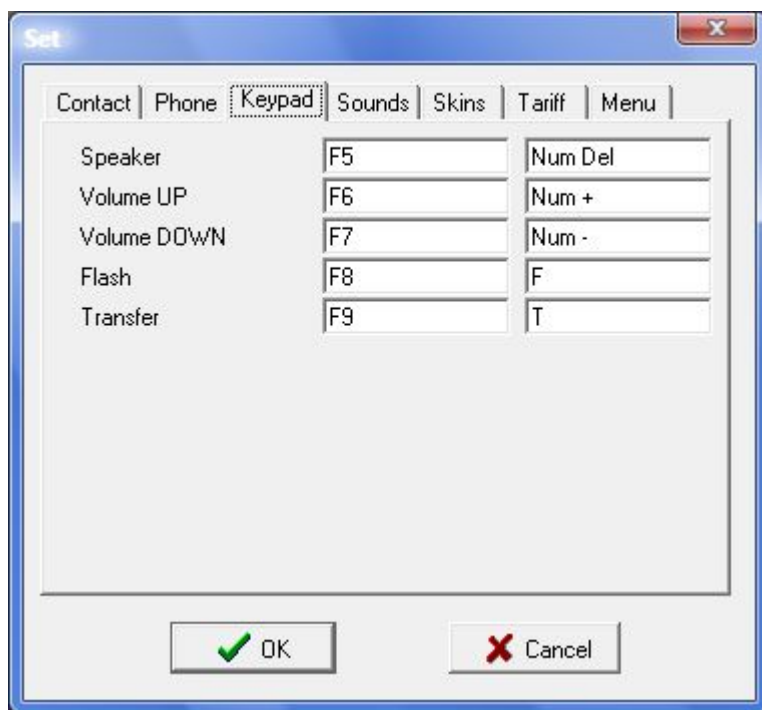 Set
Contact Phone Keypad Sounds Skins Tariff Menu
Speaker F5 Num Del
Volume UP F6 Num +
Volume DOWN F7 Num -
Flash F8 F
Transfer F9 T
OK Cancel